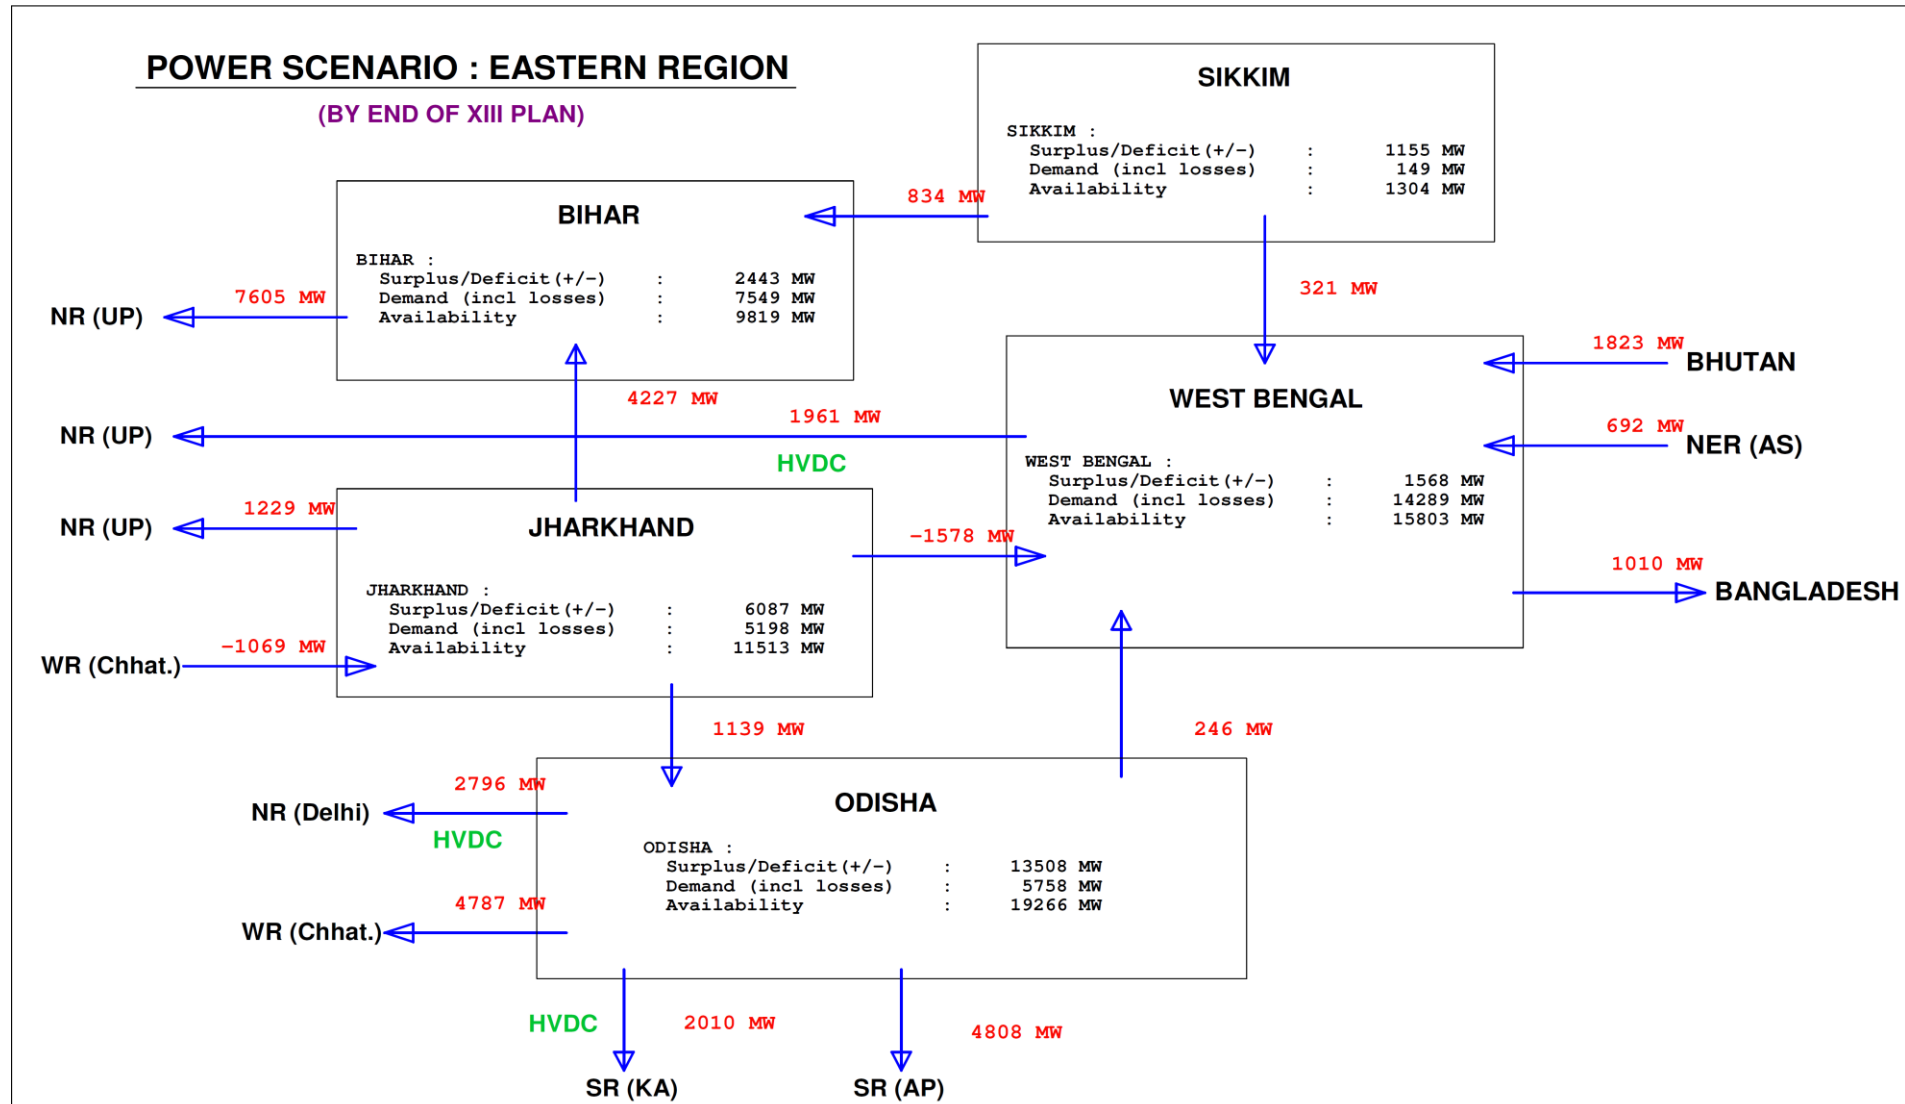 POWER SCENARIO : EASTERN REGION
(BY END OF XIII PLAN)
SIKKIM
SIKKIM :
Surplus/Deficit(+/-) : 1155 MW
Demand (incl losses) : 149 MW
Availability : 1304 MW
834 MW
BIHAR
BIHAR :
Surplus/Deficit(+/-) : 2443 MW
Demand (incl losses) : 7549 MW
Availability : 9819 MW
7605 MW
NR (UP)
321 MW
1823 MW
BHUTAN
4227 MW
1961 MW
NR (UP)
HVDC
WEST BENGAL
692 MW
NER (AS)
WEST BENGAL :
Surplus/Deficit(+/-) : 1568 MW
Demand (incl losses) : 14289 MW
Availability : 15803 MW
1229 MW
NR (UP)
JHARKHAND
-1578 MW
1010 MW
BANGLADESH
JHARKHAND :
Surplus/Deficit(+/-) : 6087 MW
Demand (incl losses) : 5198 MW
Availability : 11513 MW
-1069 MW
WR (Chhat.)
1139 MW
246 MW
2796 MW
NR (Delhi)
HVDC
ODISHA
ODISHA :
Surplus/Deficit(+/-) : 13508 MW
Demand (incl losses) : 5758 MW
Availability : 19266 MW
4787 MW
WR (Chhat.)
HVDC
2010 MW
4808 MW
SR (KA)
SR (AP)